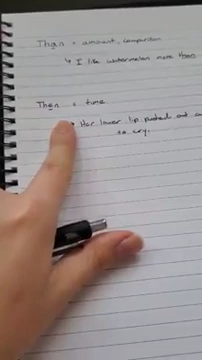 Than = amount, comparison
↳ I like watermelon more than
Then = time
Her lower lip pushed out
to cry.